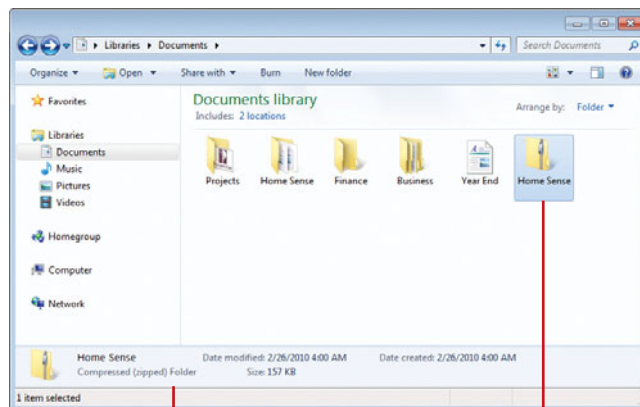 Libraries ▸ Documents ▸
Search Documents
Organize ▾ Open ▾ Share with ▾ Burn New folder
Favorites
Libraries
Documents
Music
Pictures
Videos
Homegroup
Computer
Network
Documents library
Includes: 2 locations
Arrange by: Folder ▾
Projects Home Sense Finance Business Year End Home Sense
Home Sense Date modified: 2/26/2010 4:00 AM Date created: 2/26/2010 4:00 AM
Compressed (zipped) Folder Size: 157 KB
1 item selected